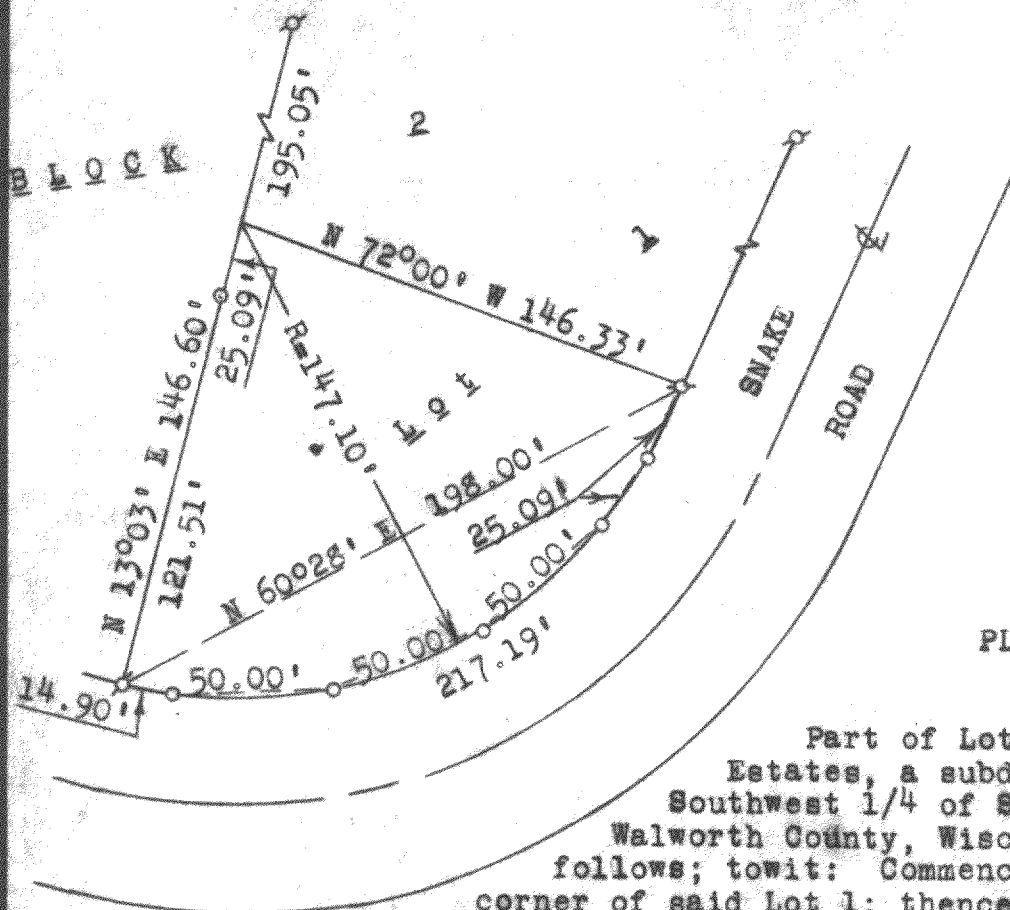 195.05'
2
BLOCK
1
N 72°00' W 146.33'
25.09'
N 13°03' E 146.60'
R=147.10'
SNAKE
ROAD
Lot
121.51'
N 60°28' E 198.00'
25.09'
50.00'
50.00'
50.00'
217.19'
14.90'
PL
Part of Lot
Estates, a subd
Southwest 1/4 of S
Walworth County, Wisc
follows; towit: Commenc
corner of said Lot 1; thence